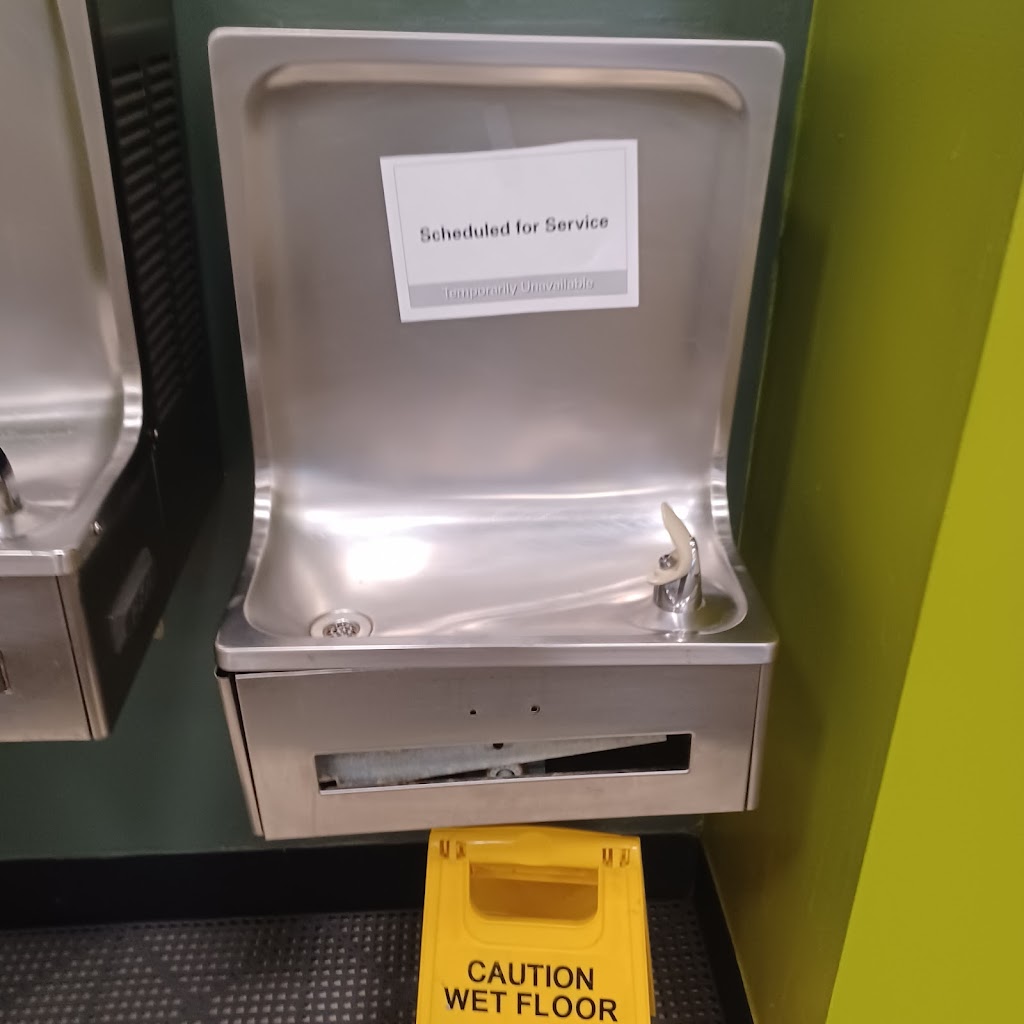 Scheduled for Service
Temporarily Unavailable
CAUTION
WET FLOOR